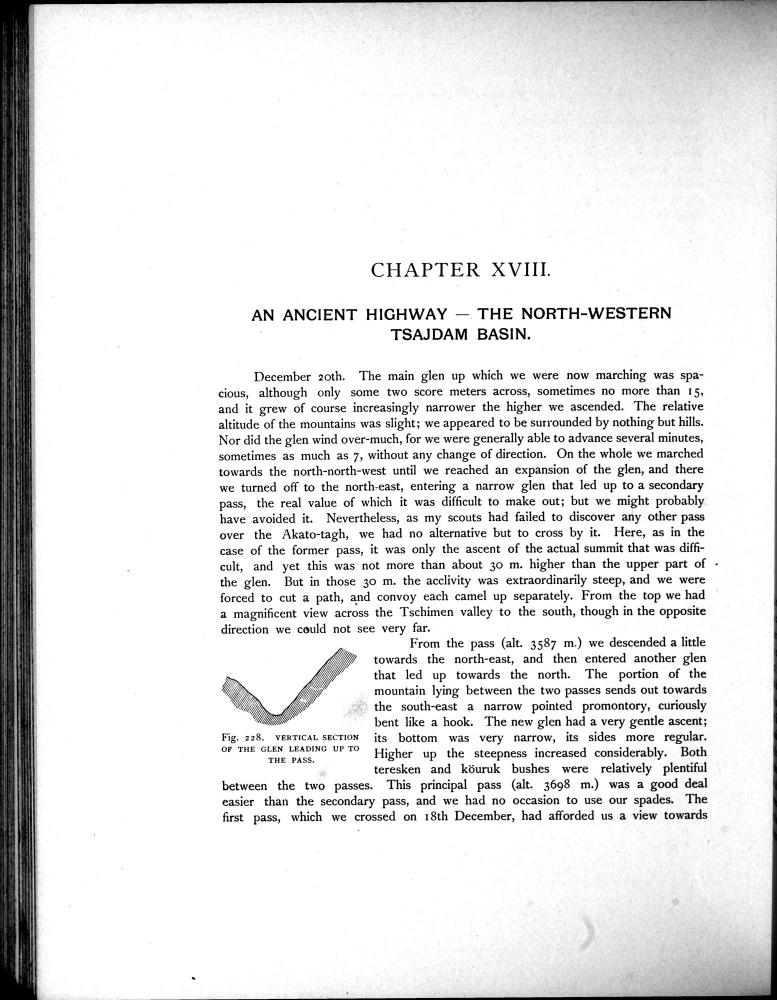 CHAPTER XVIII.
AN ANCIENT HIGHWAY — THE NORTH-WESTERN
TSAJDAM BASIN.
December 20th. The main glen up which we were now marching was spa-
cious, although only some two score meters across, sometimes no more than 15,
and it grew of course increasingly narrower the higher we ascended. The relative
altitude of the mountains was slight; we appeared to be surrounded by nothing but hills.
Nor did the glen wind over-much, for we were generally able to advance several minutes,
sometimes as much as 7, without any change of direction. On the whole we marched
towards the north-north-west until we reached an expansion of the glen, and there
we turned off to the north-east, entering a narrow glen that led up to a secondary
pass, the real value of which it was difficult to make out; but we might probably
have avoided it. Nevertheless, as my scouts had failed to discover any other pass
over the Akato-tagh, we had no alternative but to cross by it. Here, as in the
case of the former pass, it was only the ascent of the actual summit that was diffi-
cult, and yet this was not more than about 30 m. higher than the upper part of
the glen. But in those 30 m. the acclivity was extraordinarily steep, and we were
forced to cut a path, and convoy each camel up separately. From the top we had
a magnificent view across the Tschimen valley to the south, though in the opposite
direction we could not see very far.
From the pass (alt. 3587 m.) we descended a little
towards the north-east, and then entered another glen
that led up towards the north. The portion of the
mountain lying between the two passes sends out towards
the south-east a narrow pointed promontory, curiously
bent like a hook. The new glen had a very gentle ascent;
its bottom was very narrow, its sides more regular.
Higher up the steepness increased considerably. Both
teresken and köuruk bushes were relatively plentiful
Fig. 228. VERTICAL SECTION
OF THE GLEN LEADING UP TO
THE PASS.
between the two passes. This principal pass (alt. 3698 m.) was a good deal
easier than the secondary pass, and we had no occasion to use our spades. The
first pass, which we crossed on 18th December, had afforded us a view towards